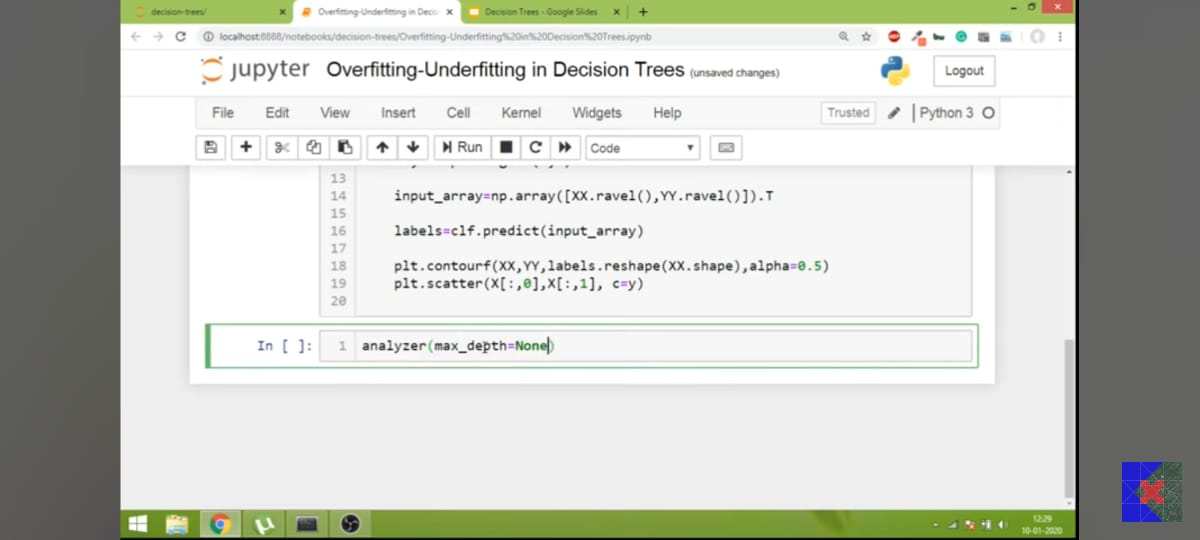 decision-trees/
Overfitting-Underfitting in Decis
Decision Trees - Google Slides
localhost:8888/notebooks/decision-trees/Overfitting-Underfitting%20in%20Decision%20Trees.ipynb
jupyter Overfitting-Underfitting in Decision Trees (unsaved changes)
Logout
File Edit View Insert Cell Kernel Widgets Help
Trusted Python 3
Run Code
13
14 input_array=np.array([XX.ravel(),YY.ravel()]).T
15
16 labels=clf.predict(input_array)
17
18 plt.contourf(XX,YY,labels.reshape(XX.shape),alpha=0.5)
19 plt.scatter(X[:,0],X[:,1], c=y)
20
In [ ]: 1 analyzer(max_depth=None)
12:29
10-01-2020